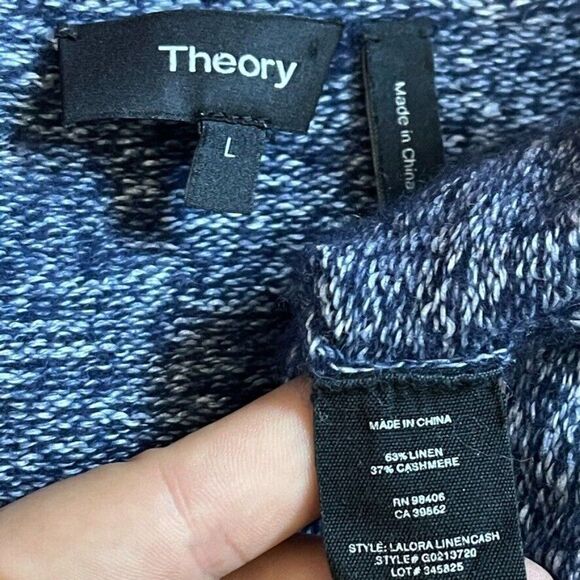 Theory
L
Made in China
MADE IN CHINA
63% LINEN
37% CASHMERE
RN 98406
CA 39862
STYLE: LALORA LINENCASH
STYLE# G0213720
LOT# 345825